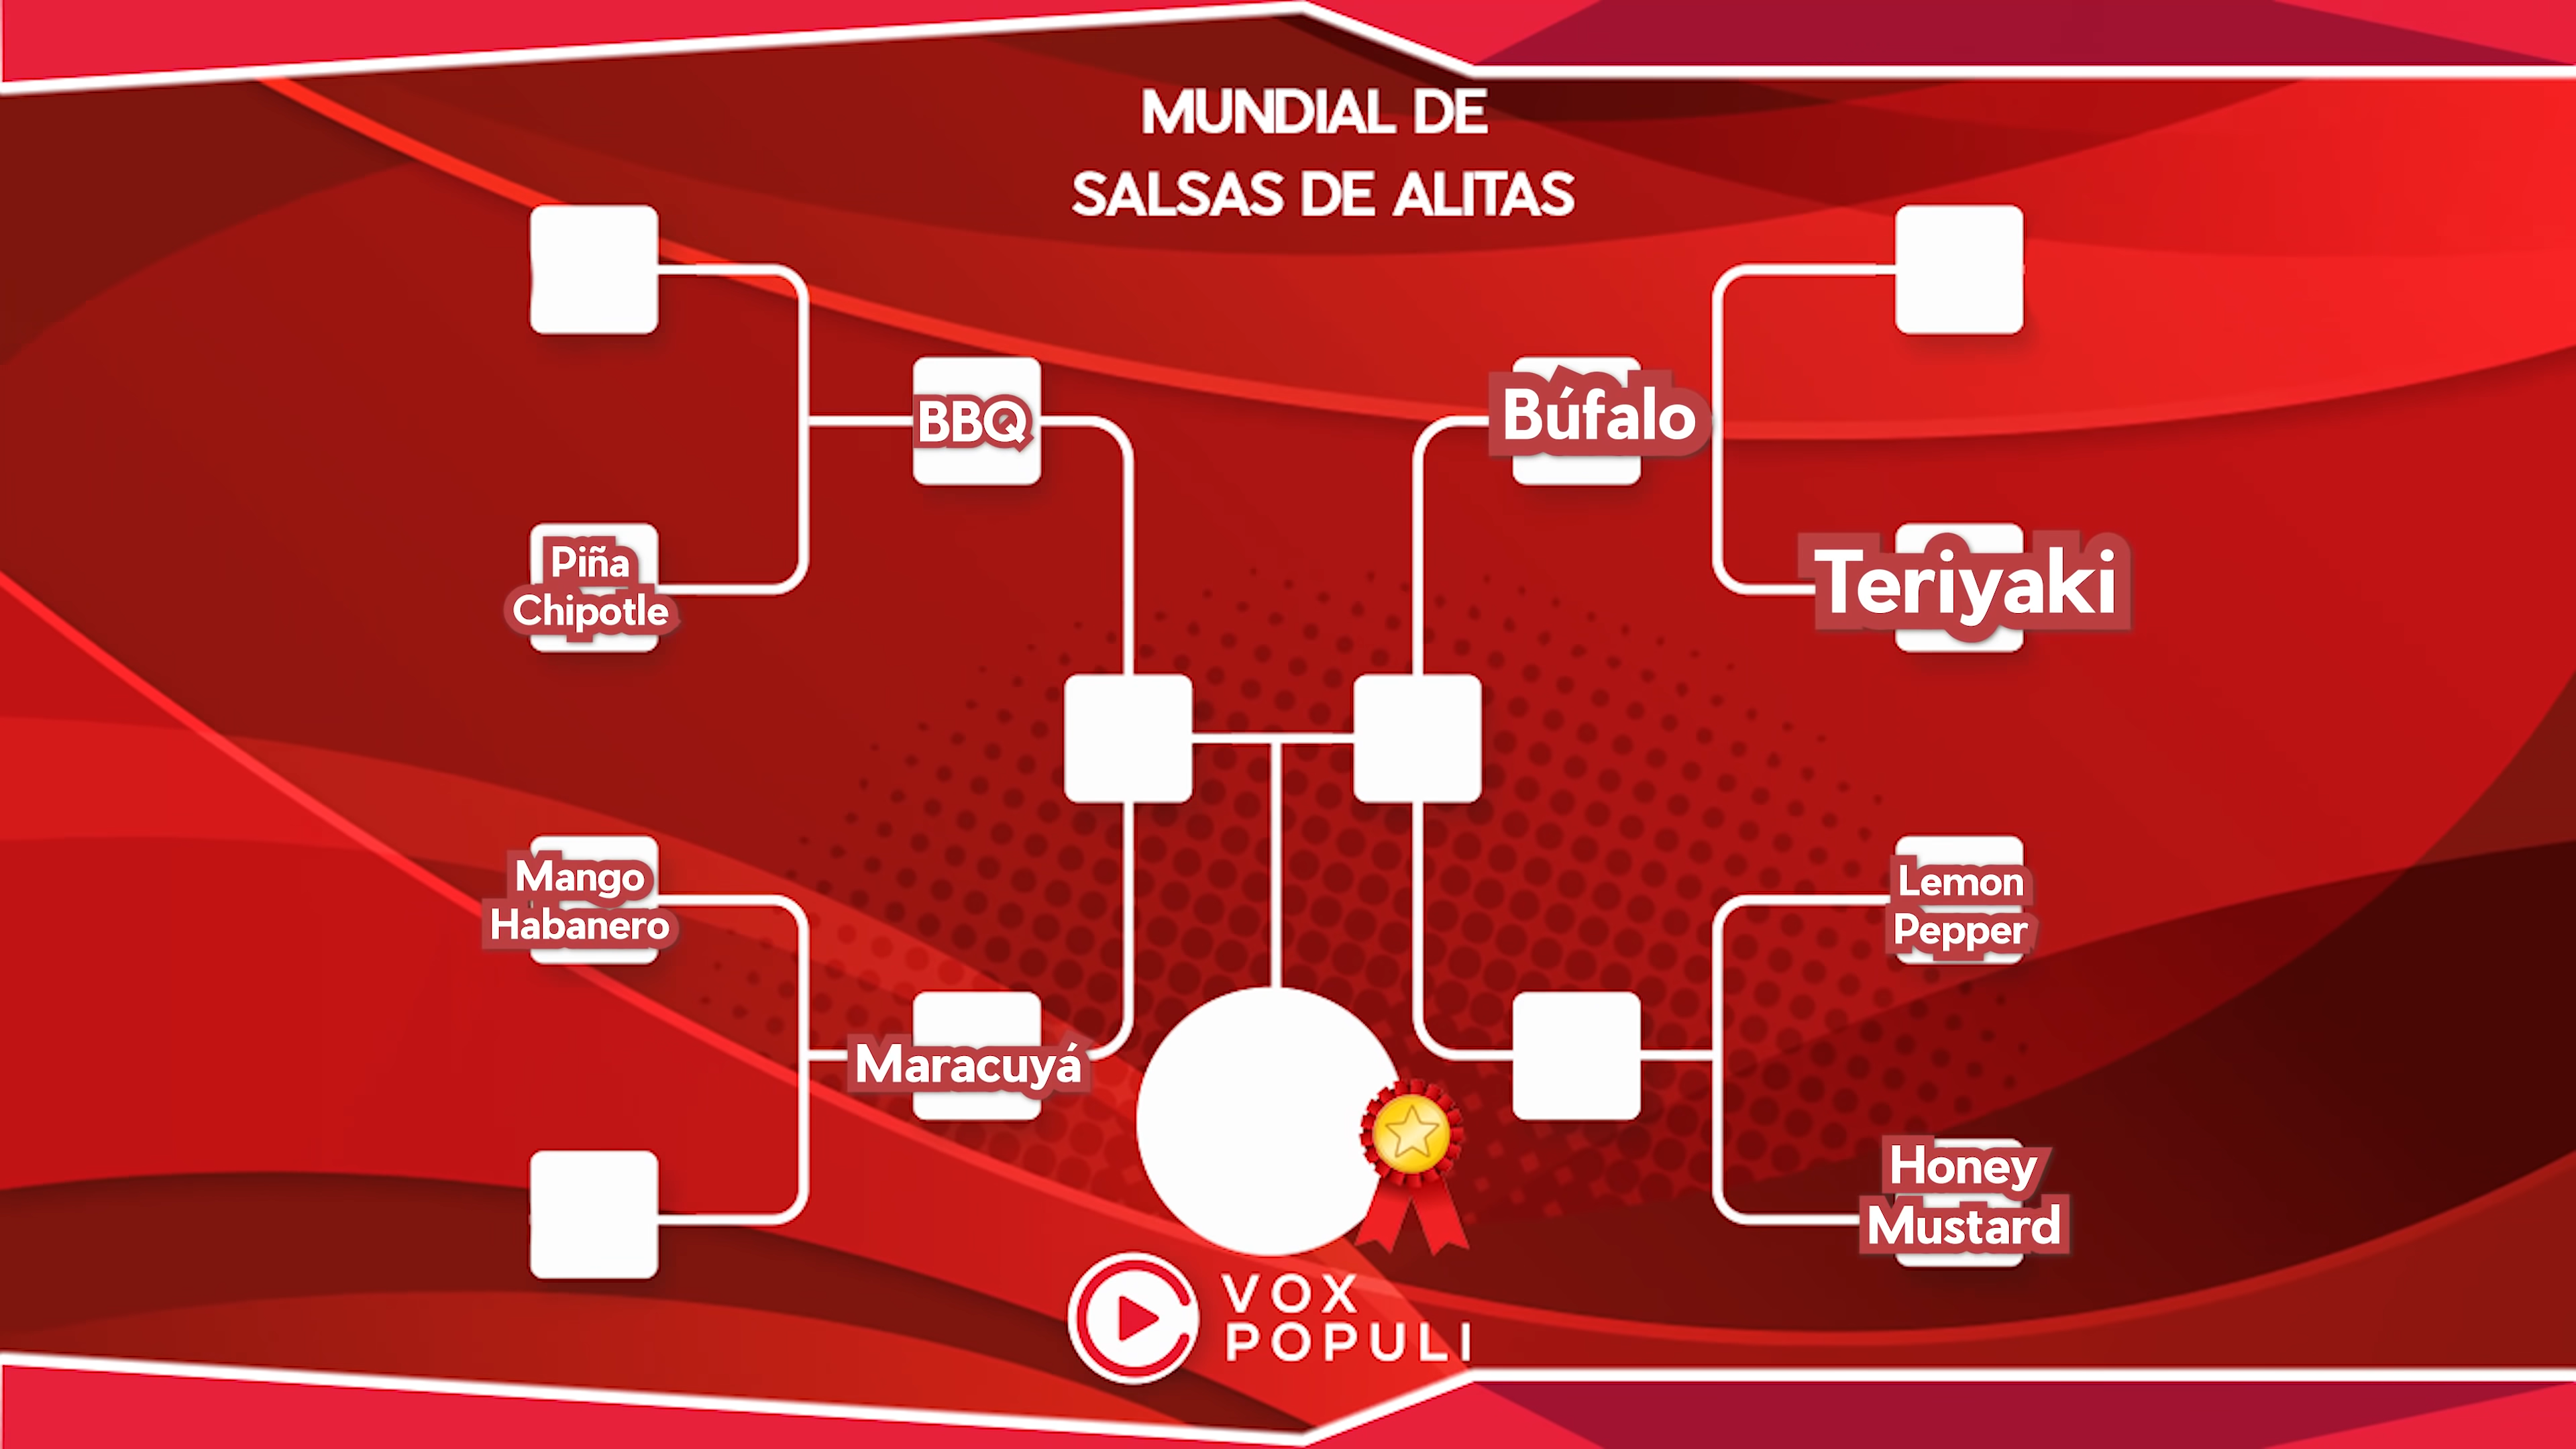 MUNDIAL DE
SALSAS DE ALITAS
BBQ
Búfalo
Piña
Chipotle
Teriyaki
Mango
Habanero
Lemon
Pepper
Maracuyá
Honey
Mustard
VOX
POPULI